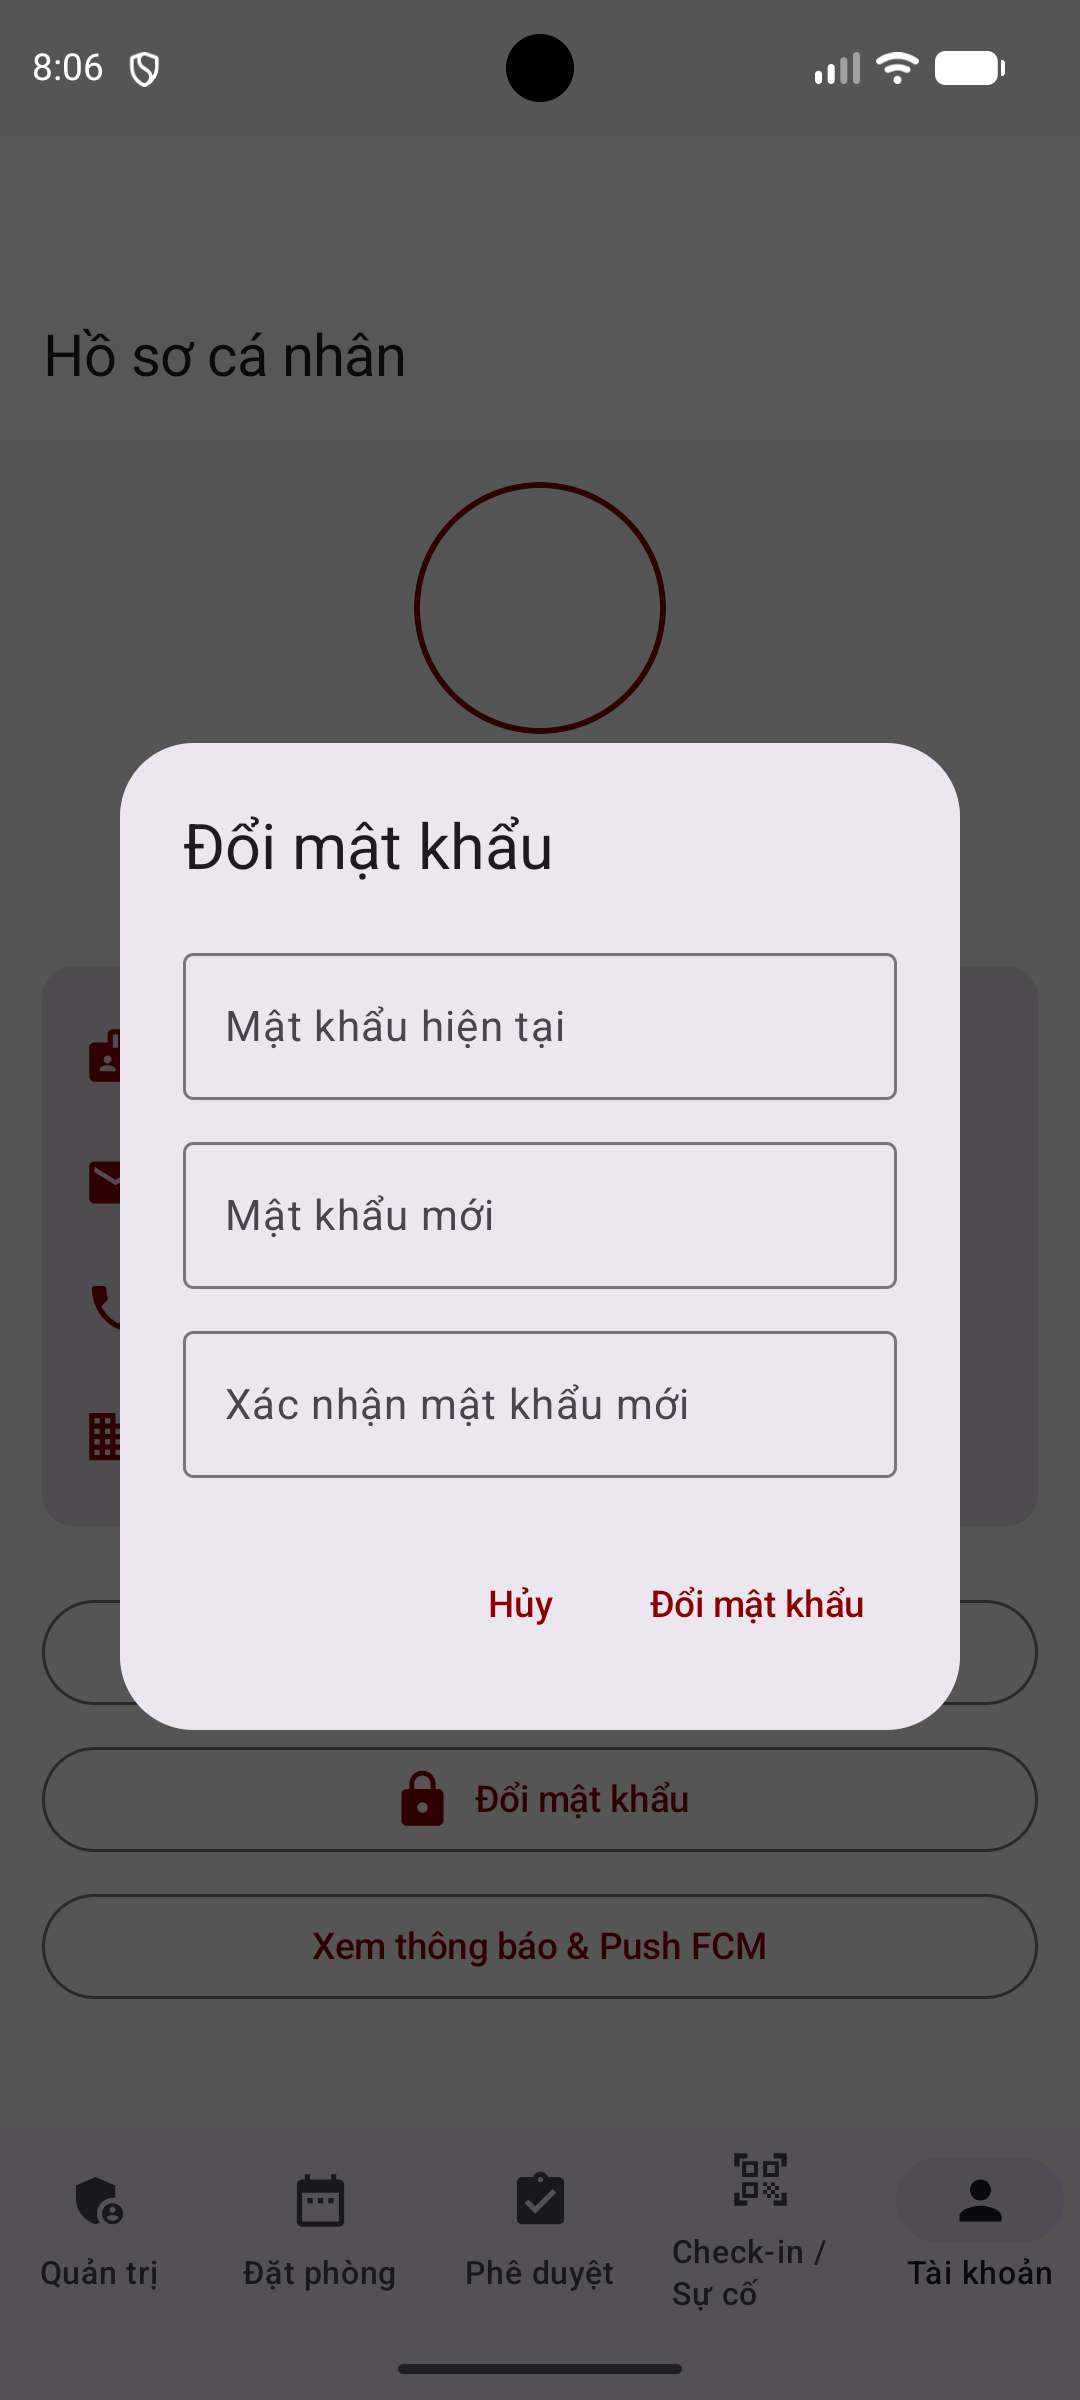 8:06
Hồ sơ cá nhân
Đổi mật khẩu
Mật khẩu hiện tại
Mật khẩu mới
Xác nhận mật khẩu mới
Hủy
Đổi mật khẩu
Đổi mật khẩu
Xem thông báo & Push FCM
Quản trị
Đặt phòng
Phê duyệt
Check-in /
Sự cố
Tài khoản